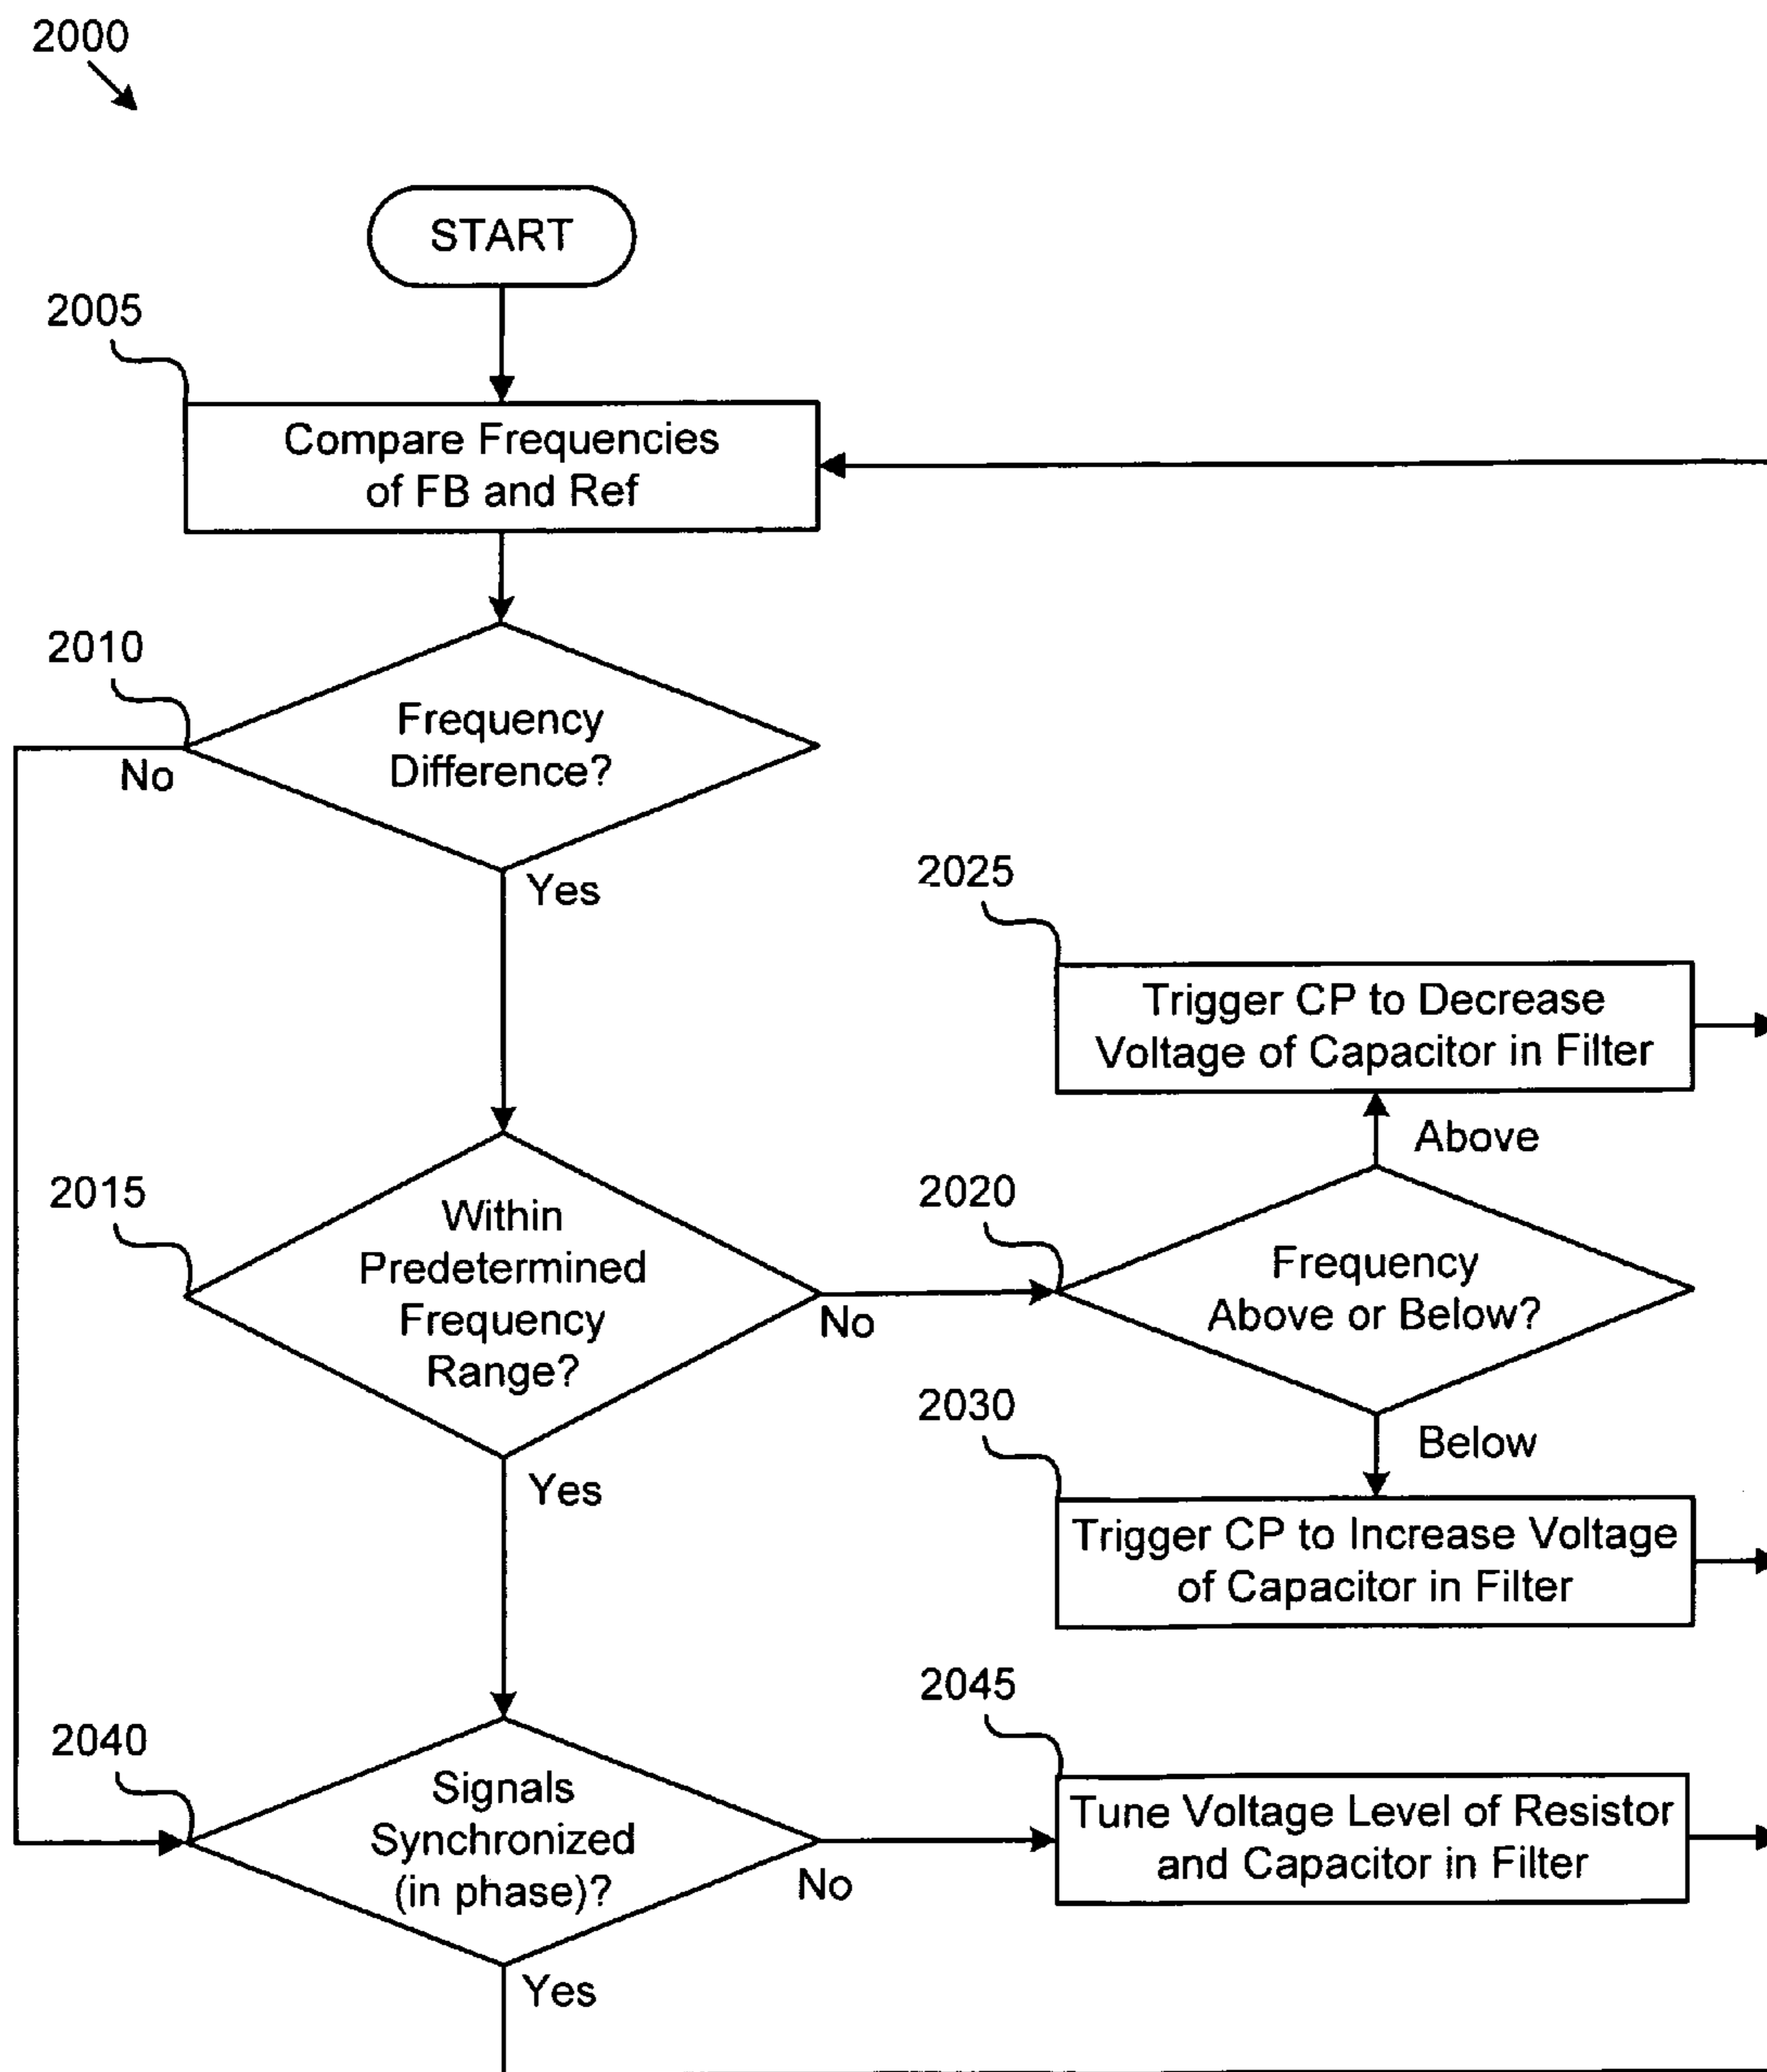 2000
START
2005
Compare Frequencies
of FB and Ref
2010
Frequency
Difference?
No
Yes
2025
Trigger CP to Decrease
Voltage of Capacitor in Filter
Above
2015
Within
Predetermined
Frequency
Range?
No
2020
Frequency
Above or Below?
Below
2030
Trigger CP to Increase Voltage
of Capacitor in Filter
Yes
2040
Signals
Synchronized
(in phase)?
No
2045
Tune Voltage Level of Resistor
and Capacitor in Filter
Yes